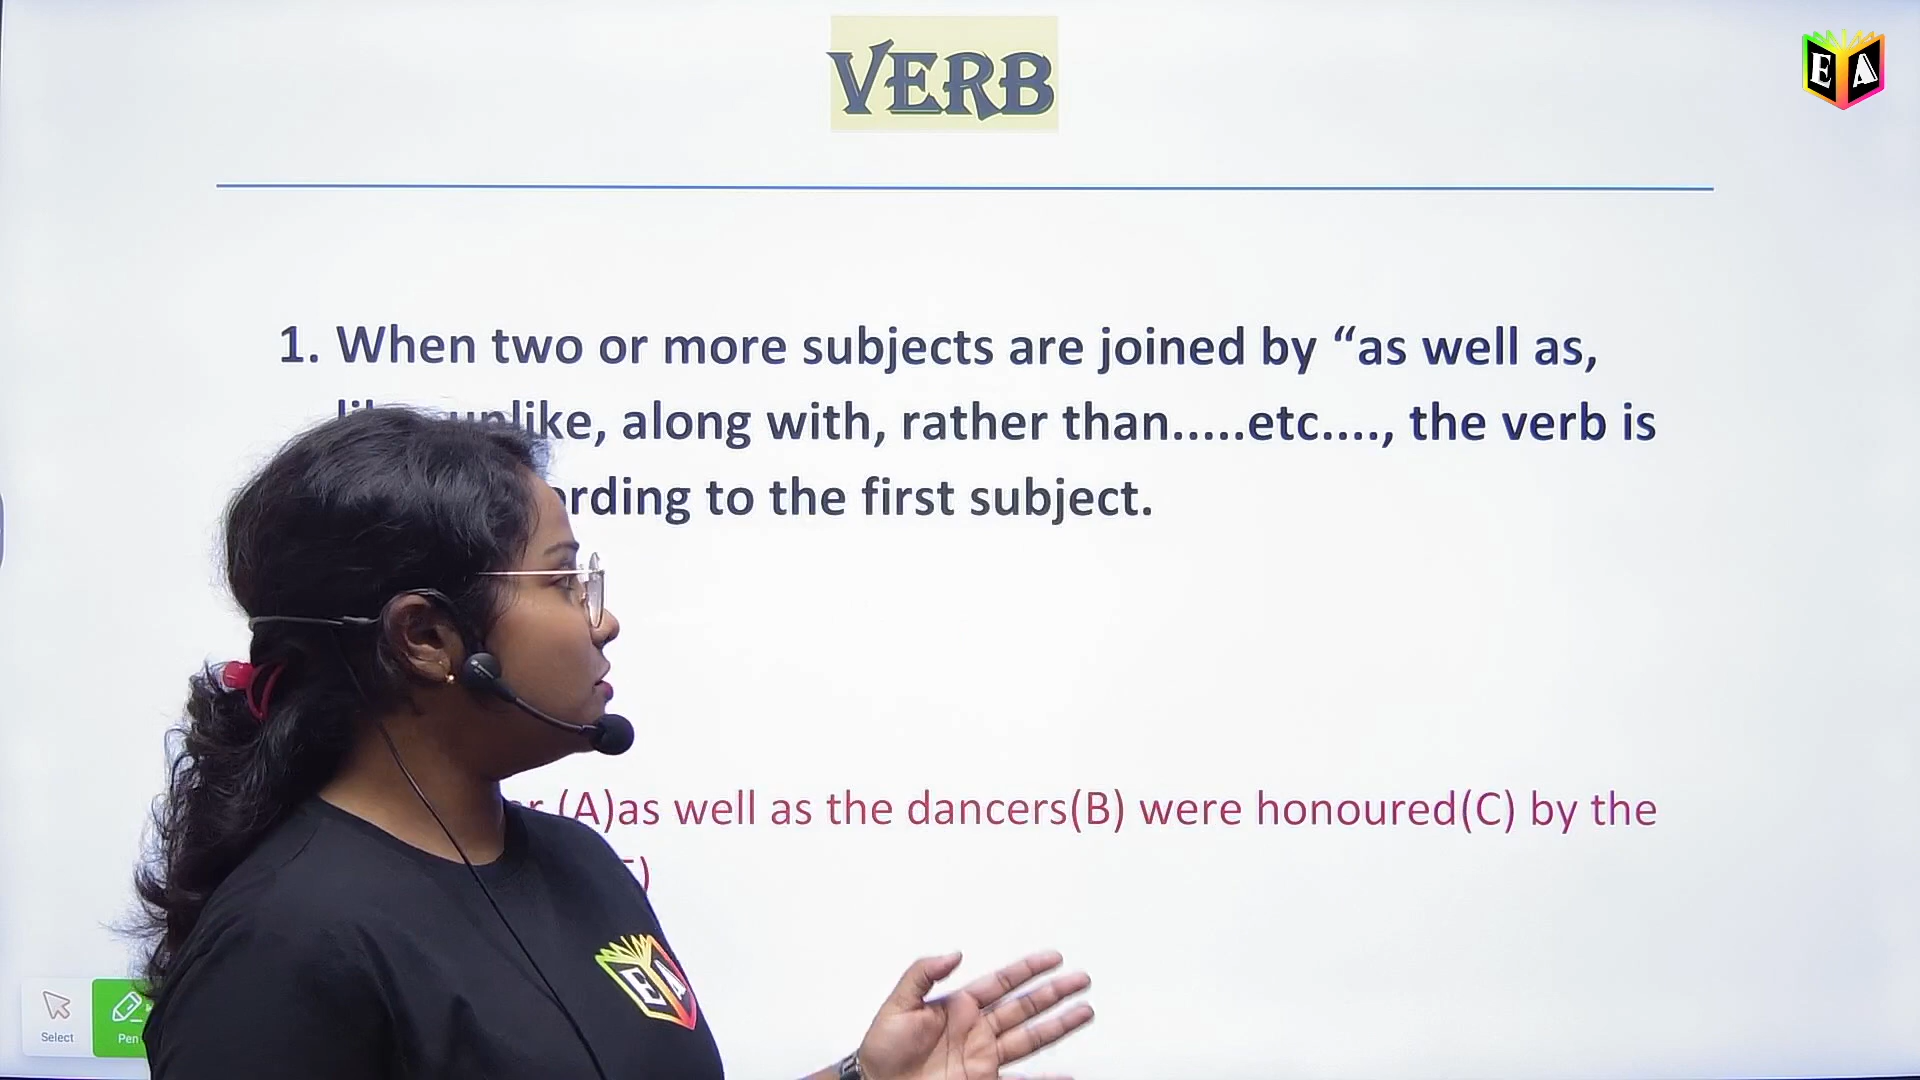 VERB
E A
1. When two or more subjects are joined by “as well as,
unlike, along with, rather than.....etc...., the verb is
to the first subject.
(A)as well as the dancers(B) were honoured(C) by the
E A
Select
Pen